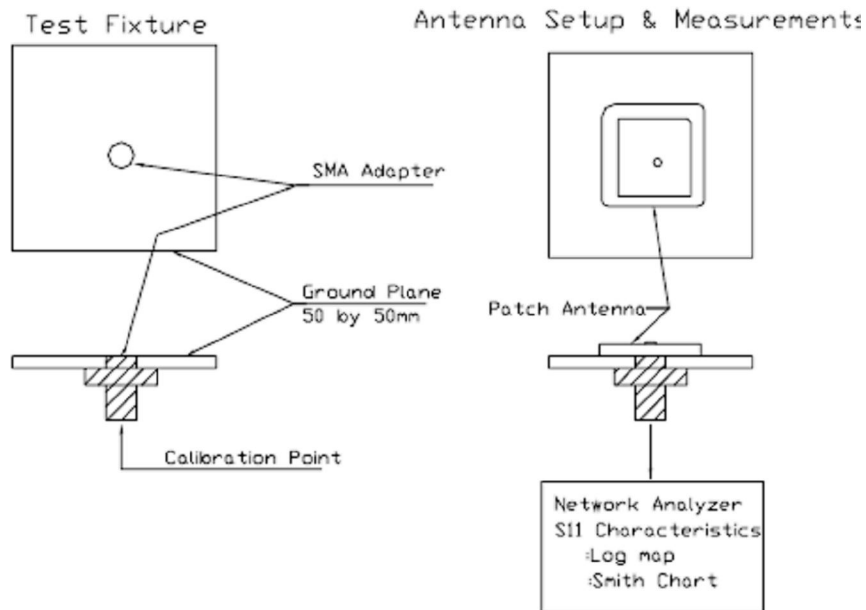 Test Fixture
Antenna Setup & Measurements
SMA Adapter
Ground Plane
50 by 50mm
Patch Antenna
Calibration Point
Network Analyzer
S11 Characteristics
:Log map
:Smith Chart